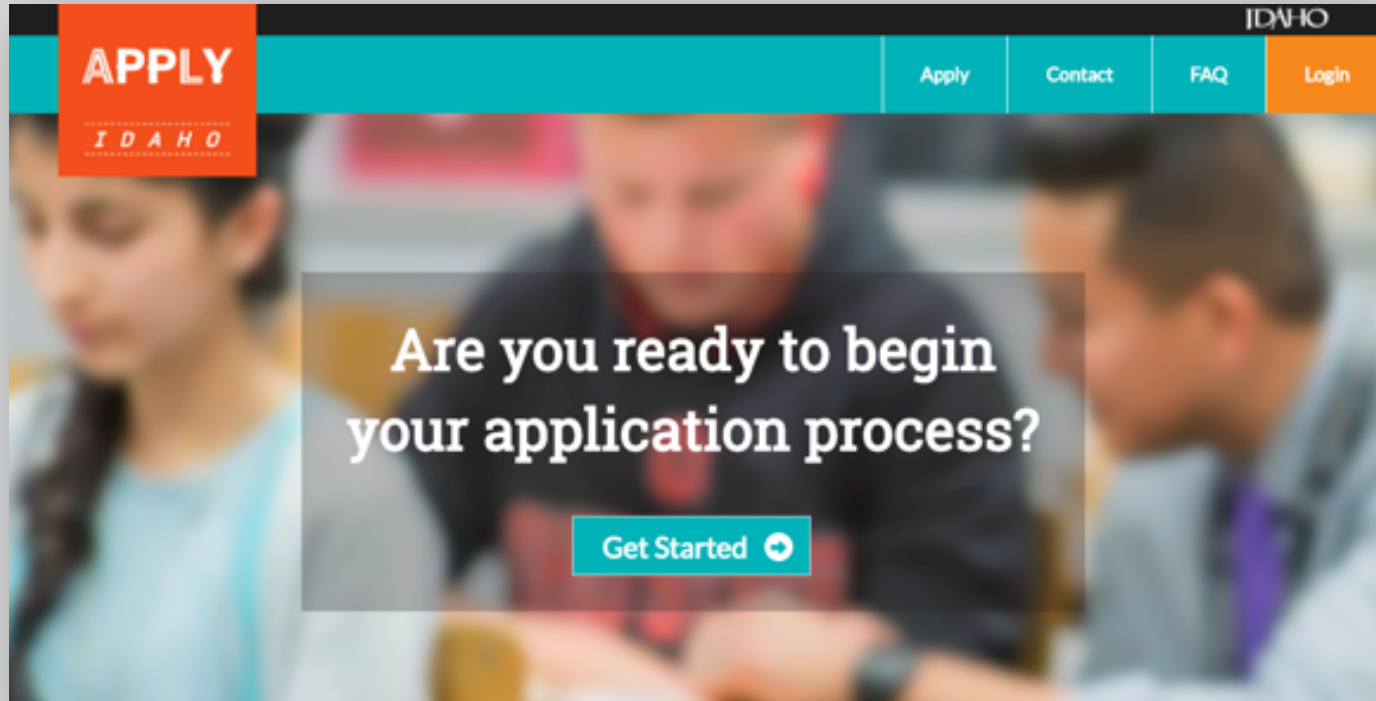 IDAHO
APPLY
IDAHO
Apply
Contact
FAQ
Login
Are you ready to begin
your application process?
Get Started